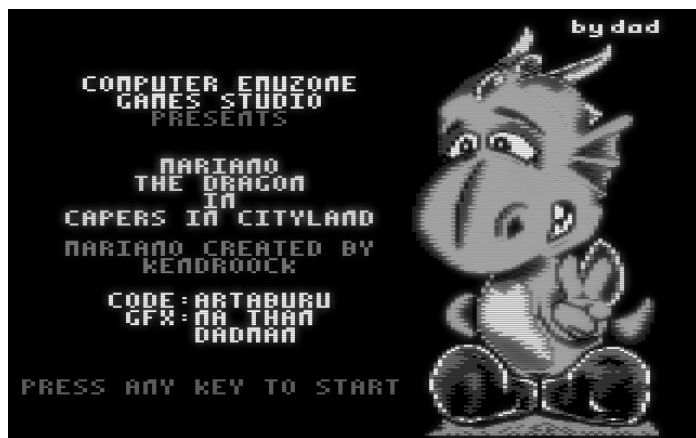 by dad
COMPUTER EMUZONE
GAMES STUDIO
PRESENTS
MARIANO
THE DRAGON
IN
CAPERS IN CITYLAND
MARIANO CREATED BY
KENDROOCK
CODE:ARTABURU
GFX:NA THAN
DADMAN
PRESS ANY KEY TO START